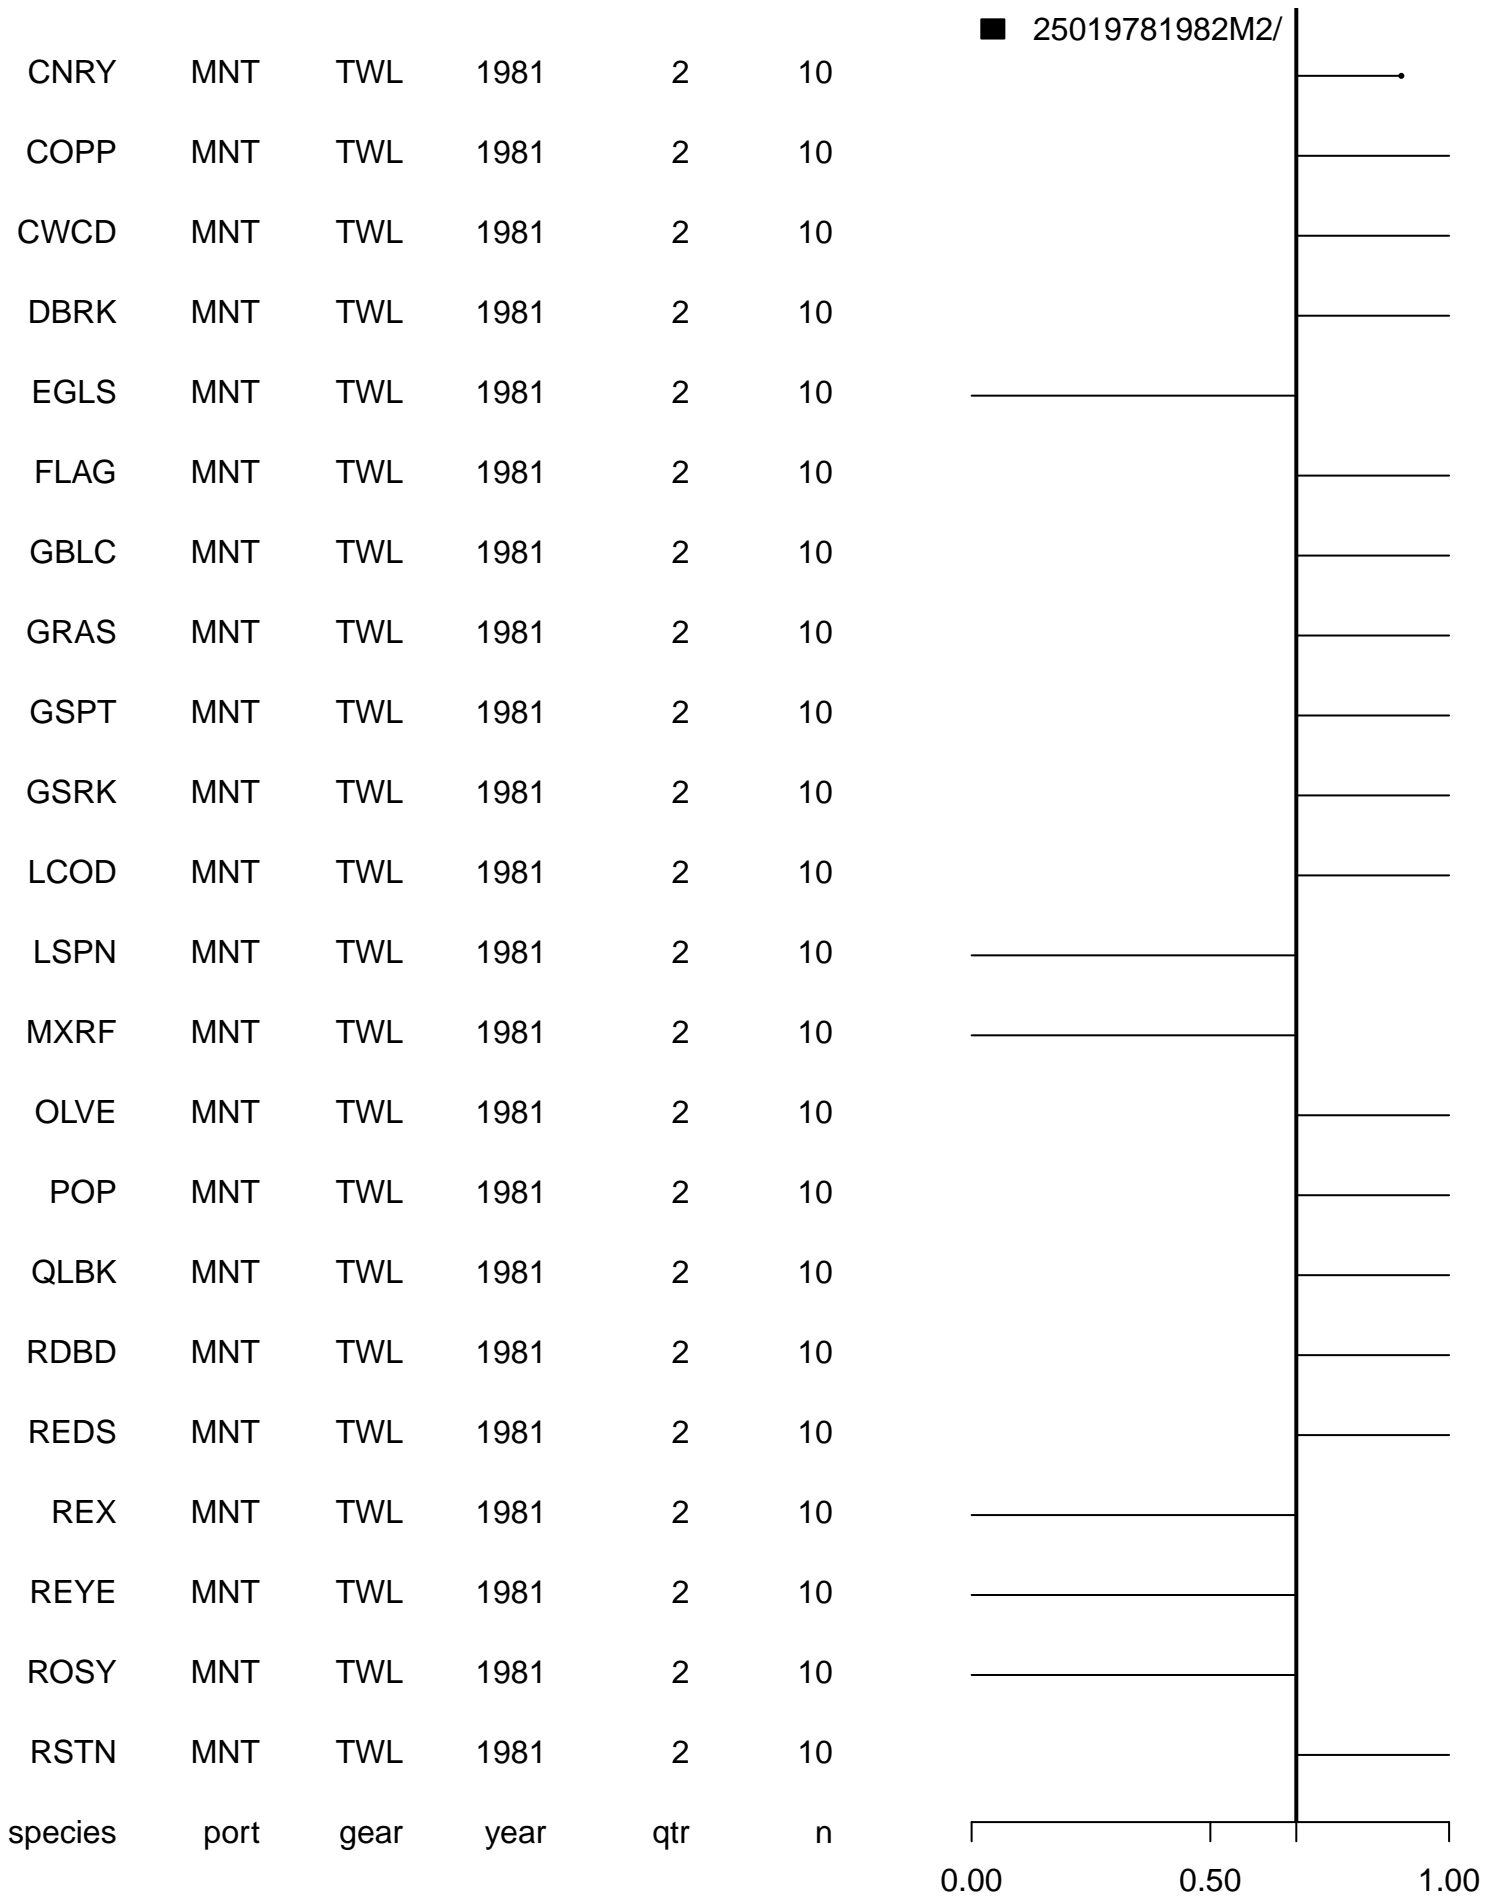 25019781982M2/
CNRY MNT TWL 1981 2 10
COPP MNT TWL 1981 2 10
CWCD MNT TWL 1981 2 10
DBRK MNT TWL 1981 2 10
EGLS MNT TWL 1981 2 10
FLAG MNT TWL 1981 2 10
GBLC MNT TWL 1981 2 10
GRAS MNT TWL 1981 2 10
GSPT MNT TWL 1981 2 10
GSRK MNT TWL 1981 2 10
LCOD MNT TWL 1981 2 10
LSPN MNT TWL 1981 2 10
MXRF MNT TWL 1981 2 10
OLVE MNT TWL 1981 2 10
POP MNT TWL 1981 2 10
QLBK MNT TWL 1981 2 10
RDBD MNT TWL 1981 2 10
REDS MNT TWL 1981 2 10
REX MNT TWL 1981 2 10
REYE MNT TWL 1981 2 10
ROSY MNT TWL 1981 2 10
RSTN MNT TWL 1981 2 10
species port gear year qtr n
0.00 0.50 1.00